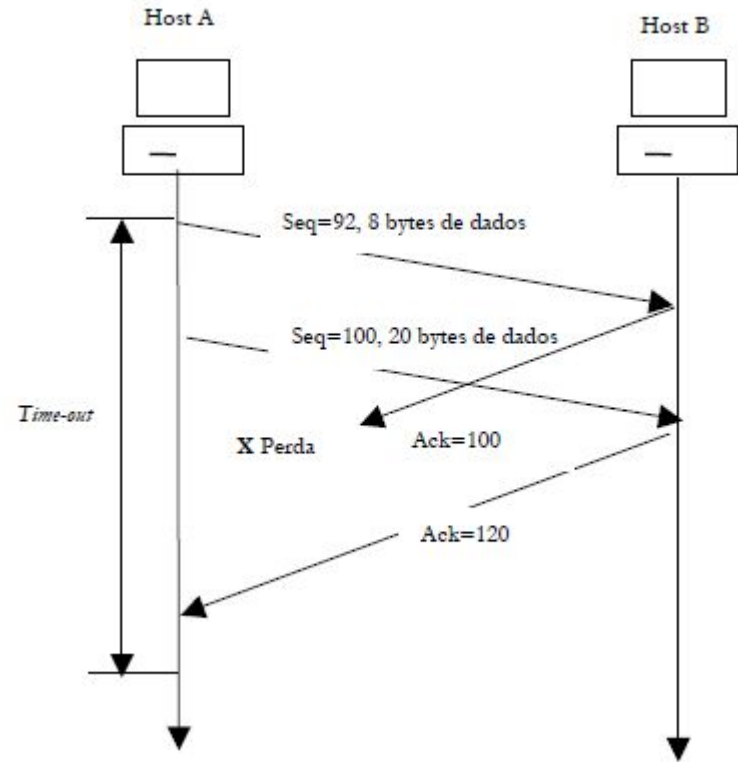 Host A
Host B
Seq=92, 8 bytes de dados
Seq=100, 20 bytes de dados
Time-out
X Perda
Ack=100
Ack=120